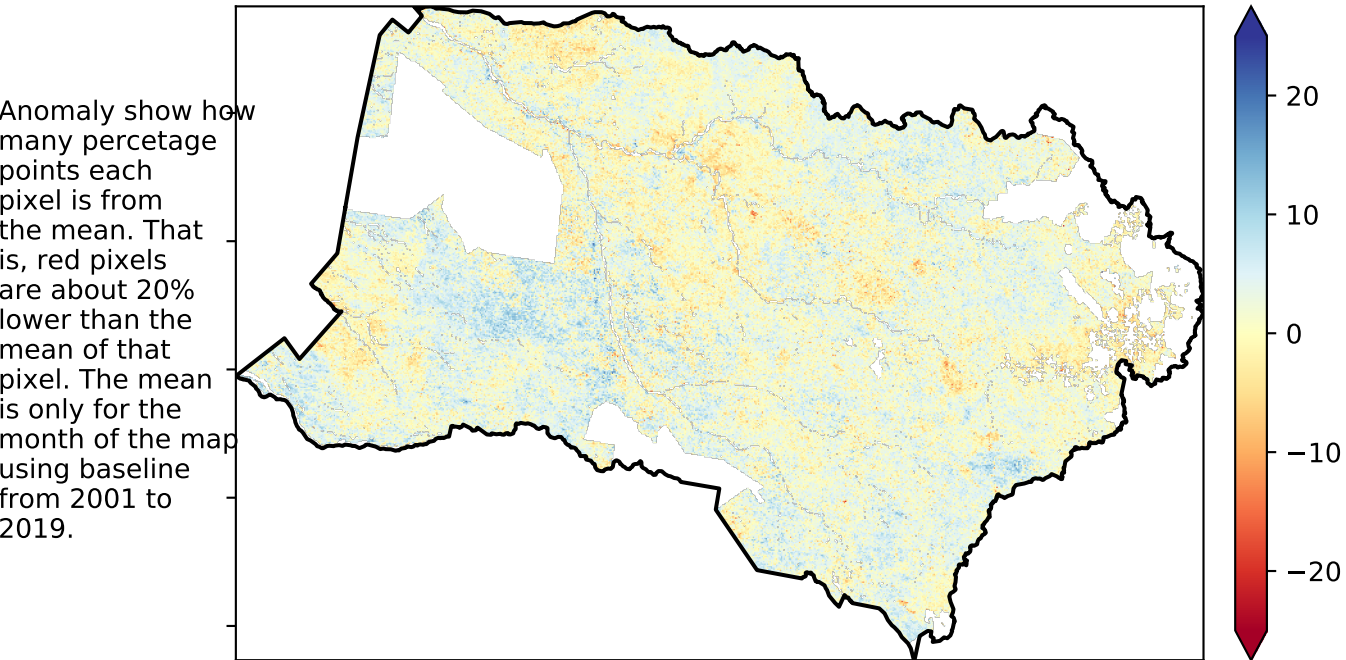 Anomaly show how
many percetage
points each
pixel is from
the mean. That
is, red pixels
are about 20%
lower than the
mean of that
pixel. The mean
is only for the
month of the map
using baseline
from 2001 to
2019.
20
10
0
−10
−20